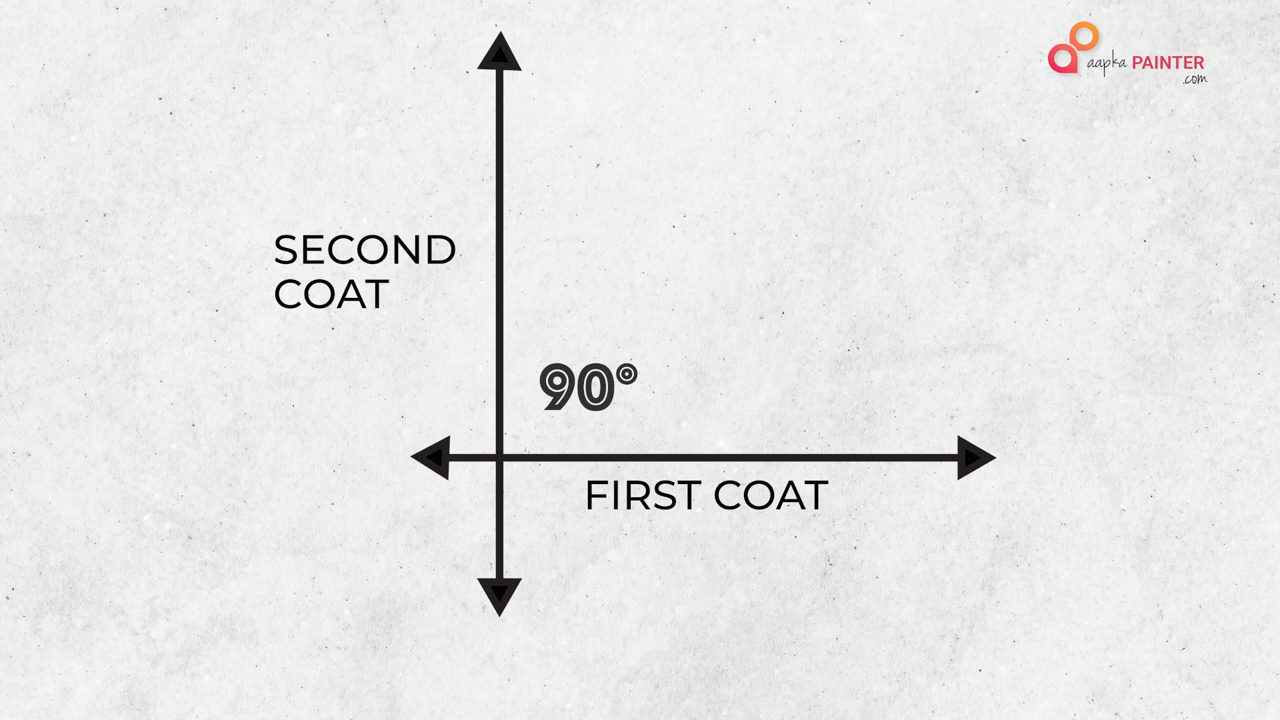 aapka PAINTER
.com
SECOND
COAT
90°
FIRST COAT